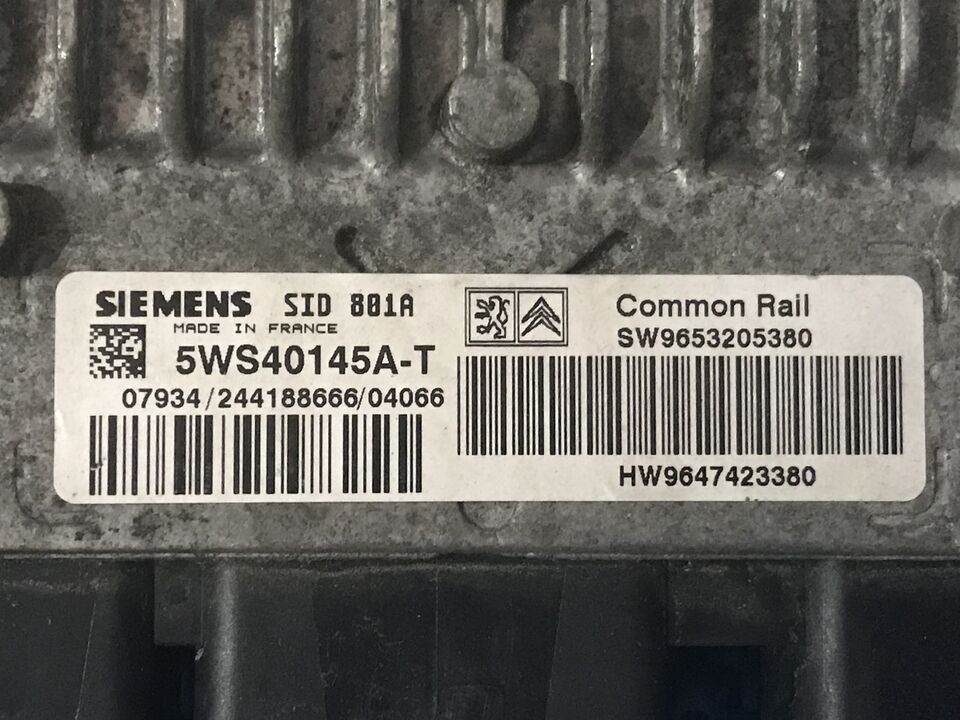 SIEMENS SID 801A
MADE IN FRANCE
5WS40145A-T
07934/244188666/04066
Common Rail
SW9653205380
HW9647423380